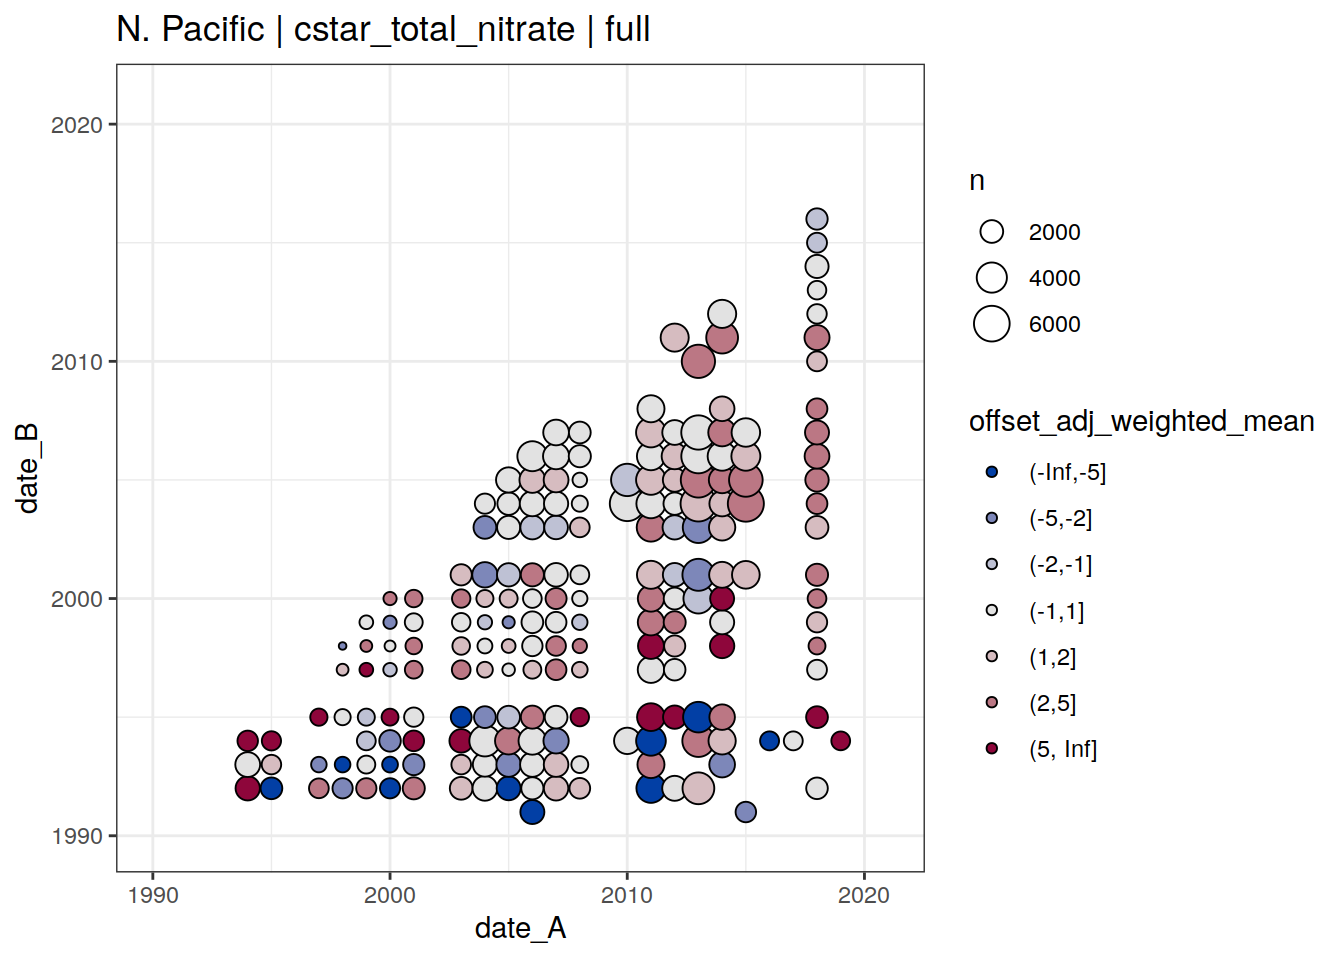 N. Pacific | cstar_total_nitrate | full
2020
2010
2000
1990
date_B
1990
2000
2010
2020
date_A
n
2000
4000
6000
offset_adj_weighted_mean
(-Inf,-5]
(-5,-2]
(-2,-1]
(-1,1]
(1,2]
(2,5]
(5, Inf]